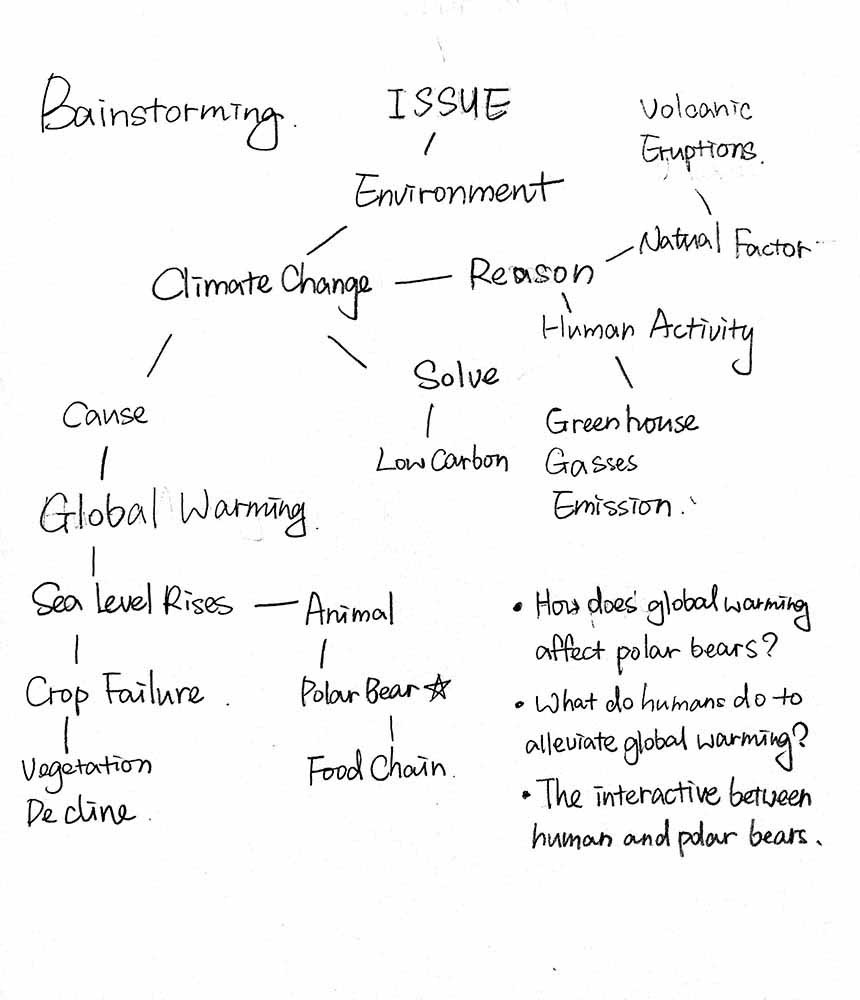 Bainstorming.
ISSUE
Volcanic
Eruptions.
Environment
Natual Factor
Climate Change
Reason
Human Activity
Solve
Cause
Greenhouse
Low Carbon
Gasses
Global Warming.
Emission.
Sea level Rises
Animal
• How does global warming
affect polar bears?
Crop Failure.
Polar Bear ☆
• What do humans do to
alleviate global warming?
Vegetation
Decline.
Food Chain.
• The interactive between
human and polar bears.